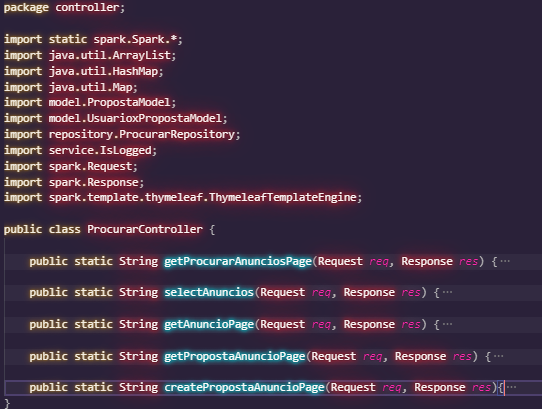 package controller;
import static spark.Spark.*;
import java.util.ArrayList;
import java.util.HashMap;
import java.util.Map;
import model.PropostaModel;
import model.UsuarioxPropostaModel;
import repository.ProcurarRepository;
import service.IsLogged;
import spark.Request;
import spark.Response;
import spark.template.thymeleaf.ThymeleafTemplateEngine;
public class ProcurarController {
public static String getProcurarAnunciosPage(Request req, Response res) {···
public static String selectAnuncios(Request req, Response res) {···
public static String getAnuncioPage(Request req, Response res) {···
public static String getPropostaAnuncioPage(Request req, Response res) {···
public static String createPropostaAnuncioPage(Request req, Response res){···
}